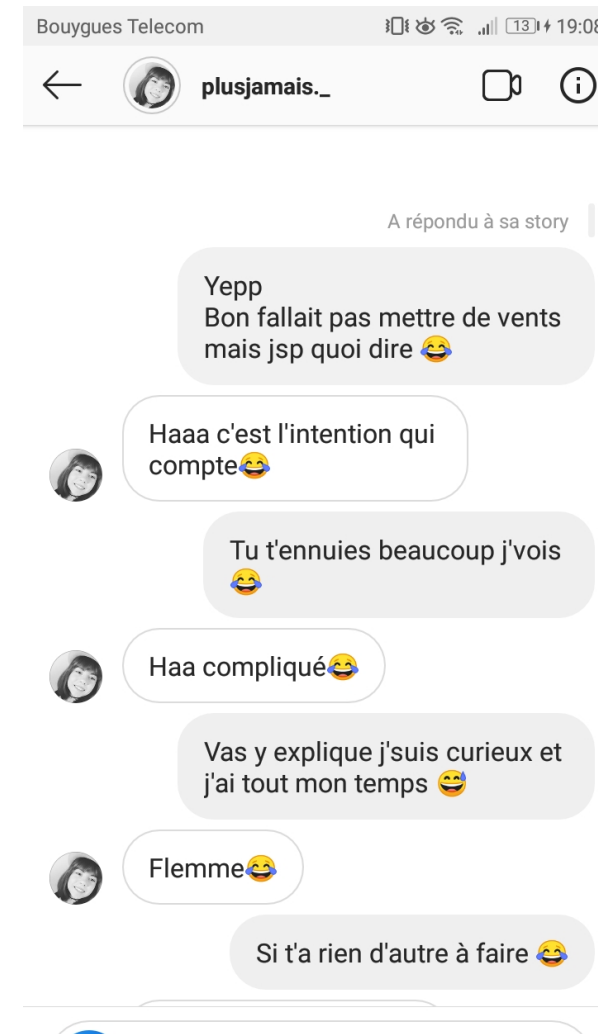 Bouygues Telecom 13 19:08
plusjamais._
A répondu à sa story
Yepp
Bon fallait pas mettre de vents
mais jsp quoi dire 😂
Haaa c'est l'intention qui
compte😂
Tu t'ennuies beaucoup j'vois
😂
Haa compliqué😂
Vas y explique j'suis curieux et
j'ai tout mon temps 😅
Flemme😂
Si t'a rien d'autre à faire 😂